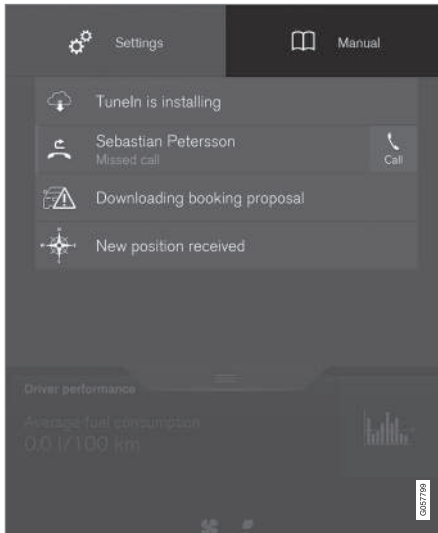 Settings
Manual
TuneIn is installing
Sebastian Petersson
Missed call
Call
Downloading booking proposal
New position received
Driver performance
Average fuel consumption
0.0 l/100 km
G057799